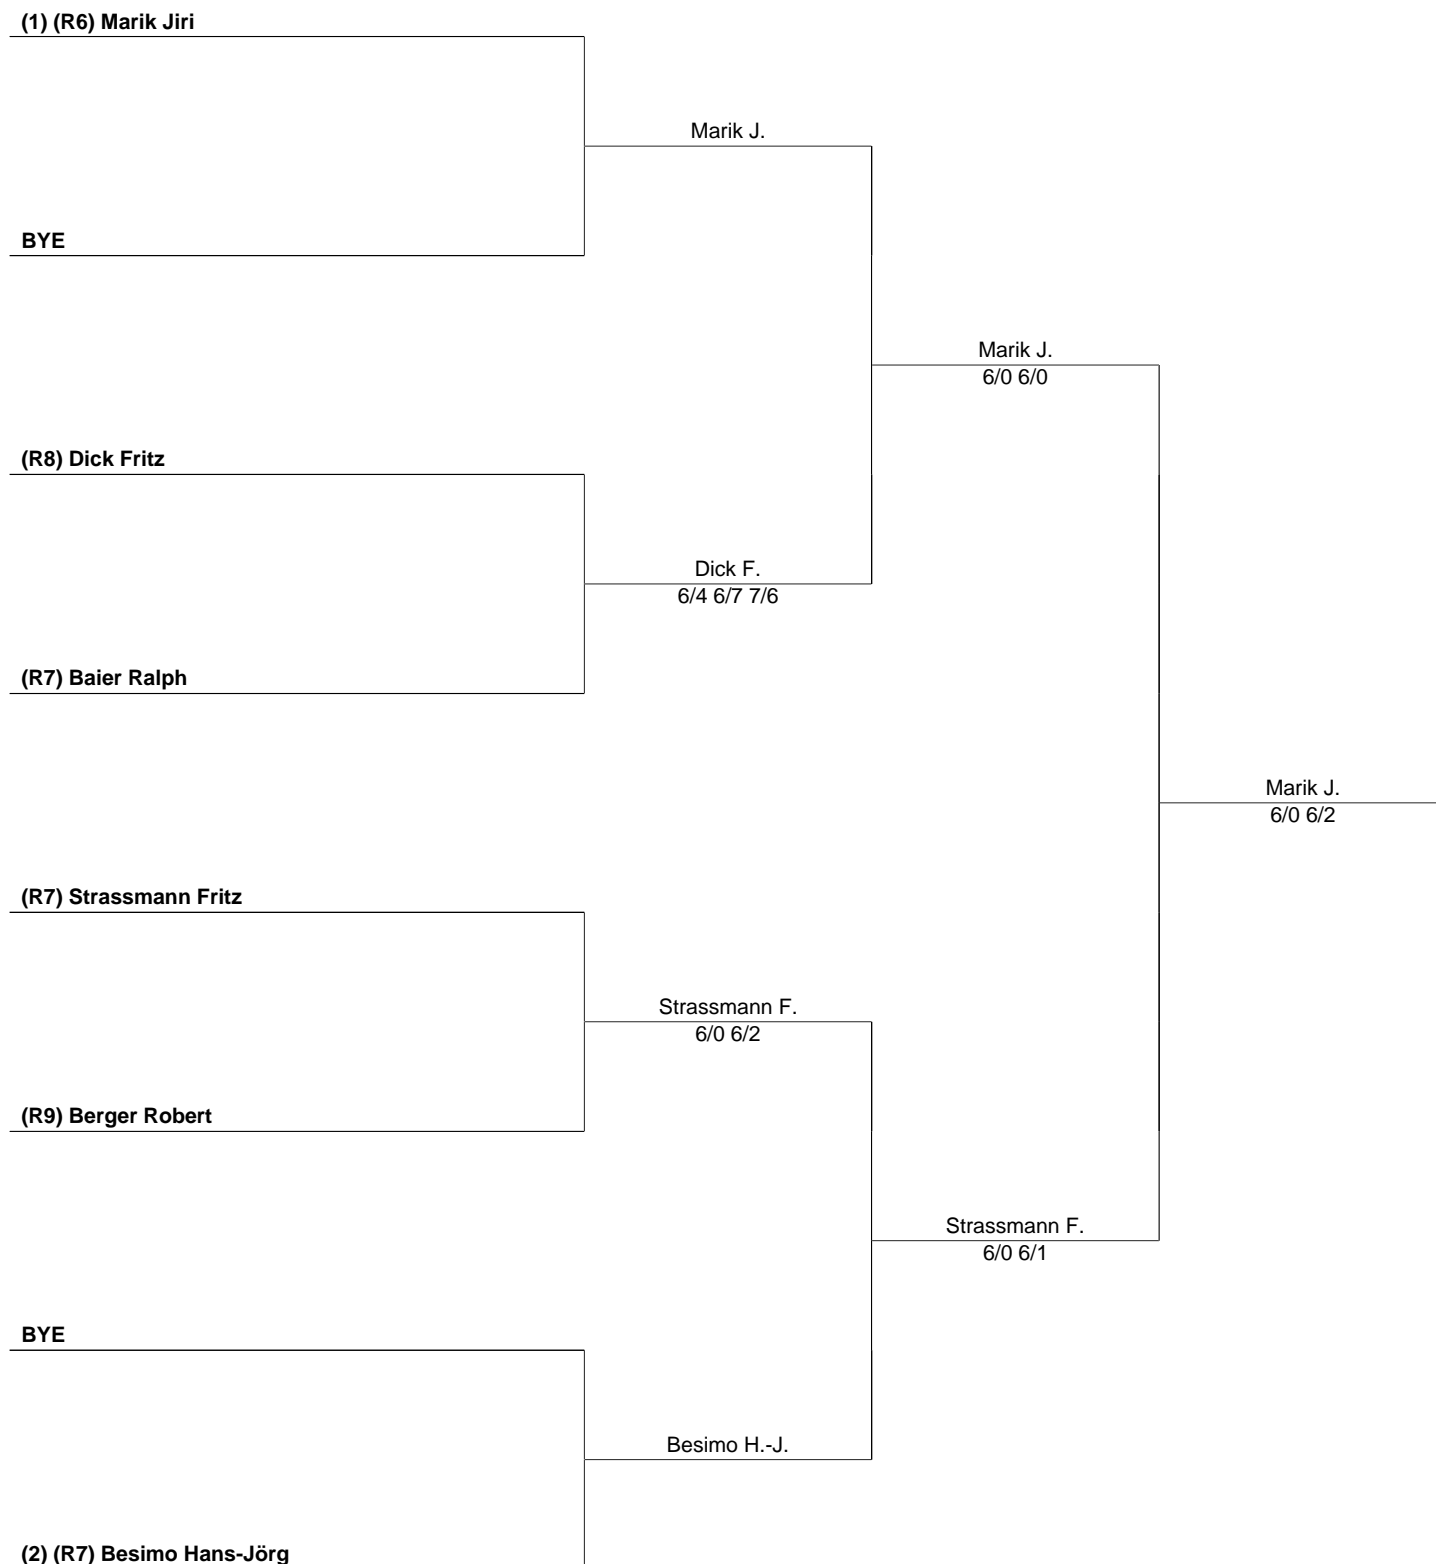 (1) (R6) Marik Jiri
Marik J.
BYE
Marik J.
6/0 6/0
(R8) Dick Fritz
Dick F.
6/4 6/7 7/6
(R7) Baier Ralph
Marik J.
6/0 6/2
(R7) Strassmann Fritz
Strassmann F.
6/0 6/2
(R9) Berger Robert
Strassmann F.
6/0 6/1
BYE
Besimo H.-J.
(2) (R7) Besimo Hans-Jörg